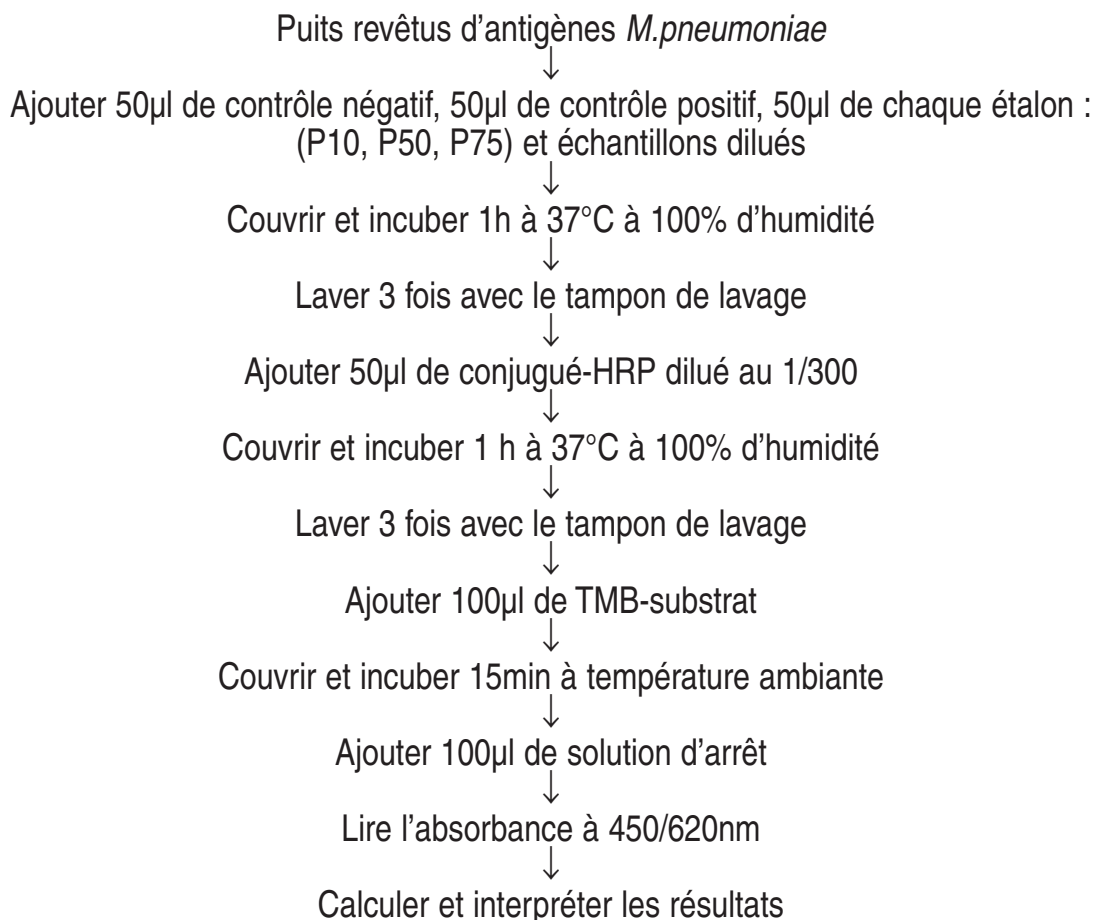 Puits revêtus d'antigènes M.pneumoniae
↓
Ajouter 50µl de contrôle négatif, 50µl de contrôle positif, 50µl de chaque étalon :
(P10, P50, P75) et échantillons dilués
↓
Couvrir et incuber 1h à 37°C à 100% d'humidité
↓
Laver 3 fois avec le tampon de lavage
↓
Ajouter 50µl de conjugué-HRP dilué au 1/300
↓
Couvrir et incuber 1 h à 37°C à 100% d'humidité
↓
Laver 3 fois avec le tampon de lavage
↓
Ajouter 100µl de TMB-substrat
↓
Couvrir et incuber 15min à température ambiante
↓
Ajouter 100µl de solution d'arrêt
↓
Lire l'absorbance à 450/620nm
↓
Calculer et interpréter les résultats